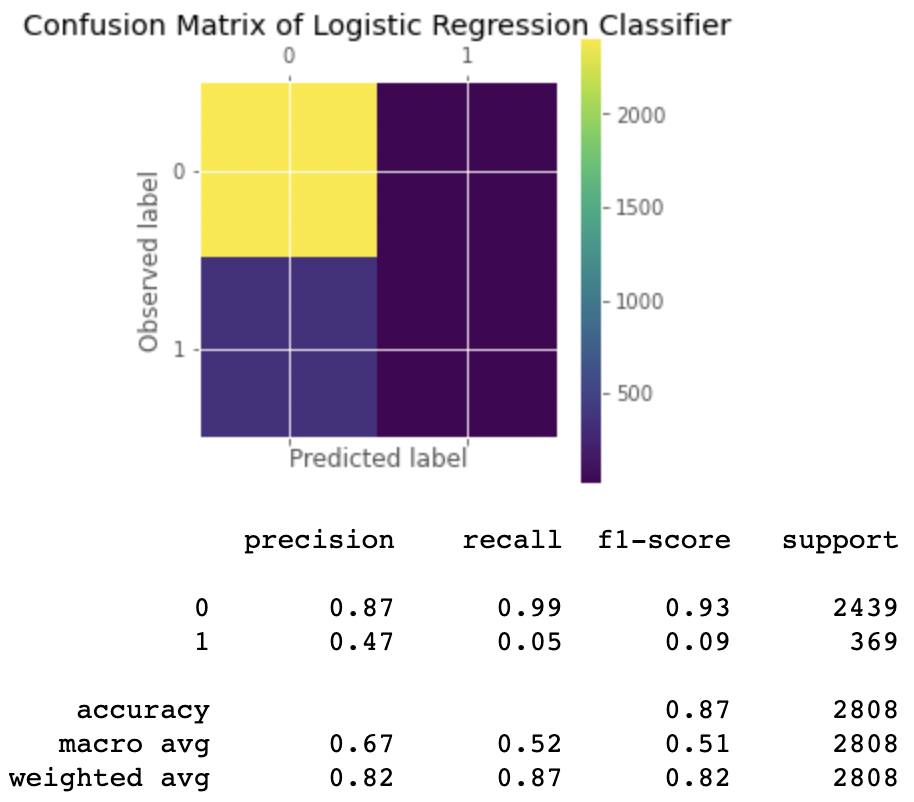 Confusion Matrix of Logistic Regression Classifier
0 1
2000
0
1500
Observed label
1000
1
500
Predicted label
precision recall f1-score support
0 0.87 0.99 0.93 2439
1 0.47 0.05 0.09 369
accuracy 0.87 2808
macro avg 0.67 0.52 0.51 2808
weighted avg 0.82 0.87 0.82 2808